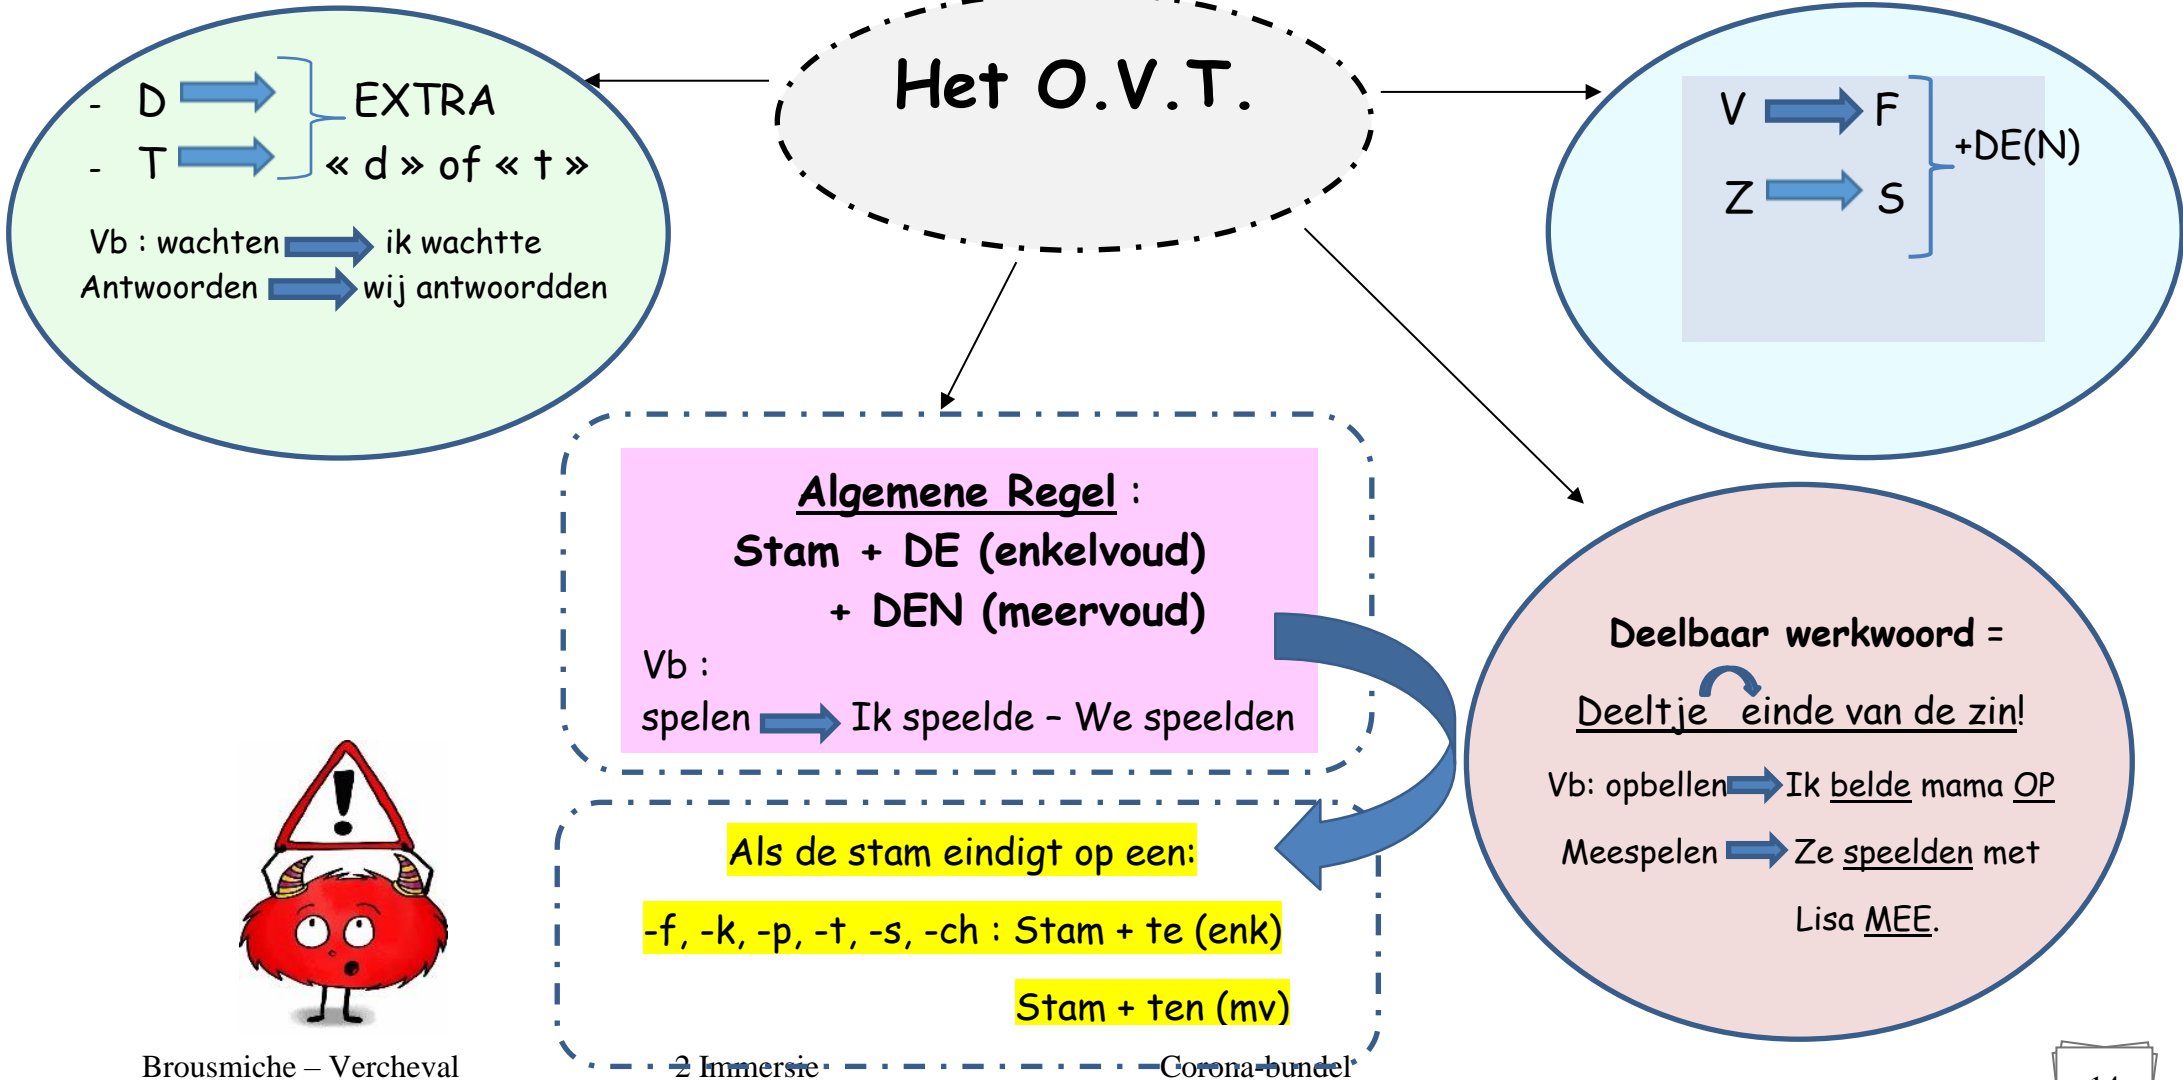 Het O.V.T.
- D EXTRA
- T « d » of « t »
Vb : wachten ik wachtte
Antwoorden wij antwoordden
V F
+DE(N)
Z S
Algemene Regel :
Stam + DE (enkelvoud)
+ DEN (meervoud)
Vb :
spelen Ik speelde – We speelden
Als de stam eindigt op een:
-f, -k, -p, -t, -s, -ch : Stam + te (enk)
Stam + ten (mv)
Deelbaar werkwoord =
Deeltje einde van de zin!
Vb: opbellen Ik belde mama OP
Meespelen Ze speelden met
Lisa MEE.
!
Brousmiche – Vercheval 2 Immersie Corona-bundel